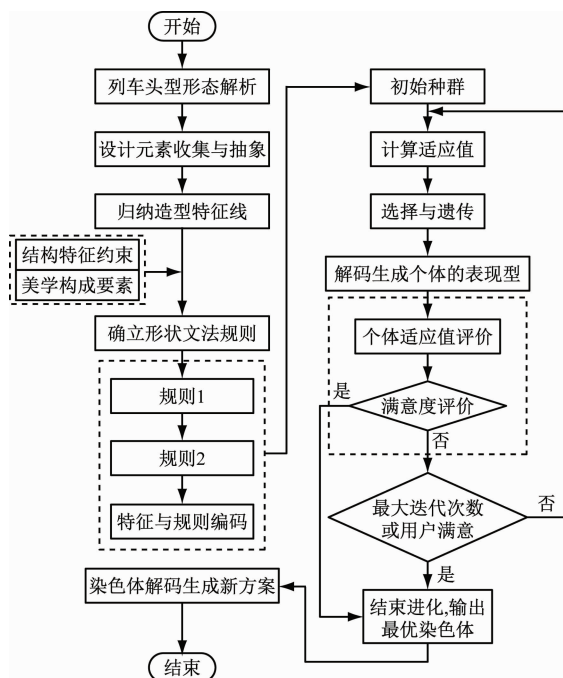 开始
列车头型形态解析
设计元素收集与抽象
归纳造型特征线
结构特征约束
美学构成要素
确立形状文法规则
规则1
规则2
特征与规则编码
染色体解码生成新方案
结束
初始种群
计算适应值
选择与遗传
解码生成个体的表现型
个体适应值评价
是
满意度评价
否
最大迭代次数
或用户满意
否
是
结束进化,输出
最优染色体